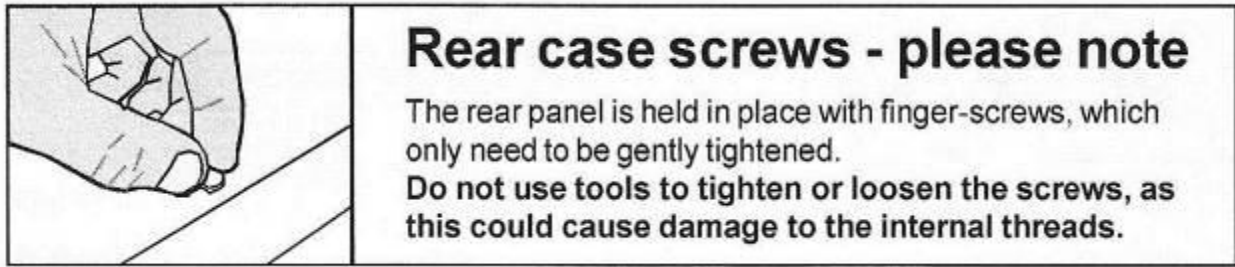 Rear case screws - please note
The rear panel is held in place with finger-screws, which
only need to be gently tightened.
Do not use tools to tighten or loosen the screws, as
this could cause damage to the internal threads.